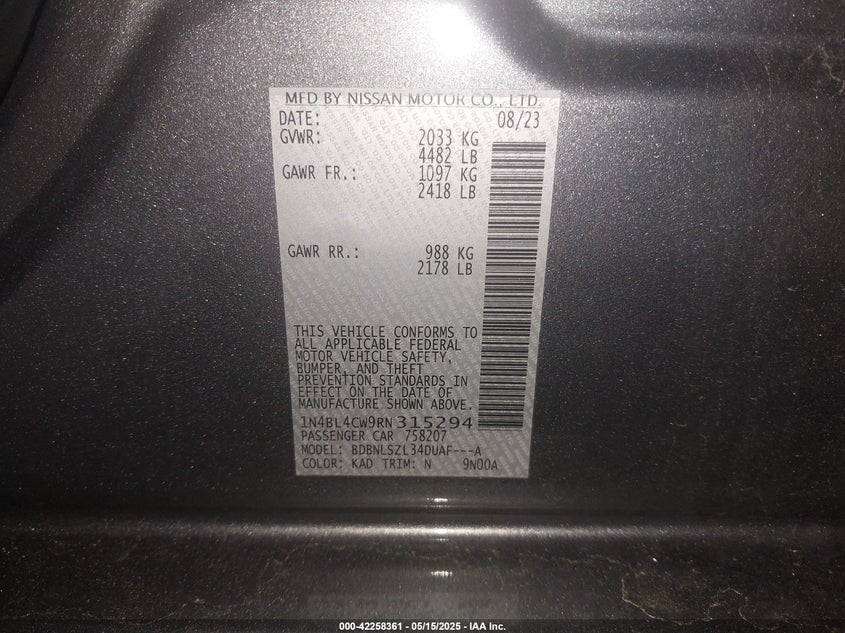 MFD BY NISSAN MOTOR CO., LTD.
DATE: 08/23
GVWR: 2033 KG
4482 LB
GAWR FR.: 1097 KG
2418 LB
GAWR RR.: 988 KG
2178 LB
THIS VEHICLE CONFORMS TO
ALL APPLICABLE FEDERAL
MOTOR VEHICLE SAFETY,
BUMPER, AND THEFT
PREVENTION STANDARDS IN
EFFECT ON THE DATE OF
MANUFACTURE SHOWN ABOVE.
1N4BL4CW9RN315294
PASSENGER CAR 758207
MODEL: BDBNLSZL34DUAF---A
COLOR: KAD TRIM: N 9N00A
000-42258361 - 05/15/2025 - IAA Inc.